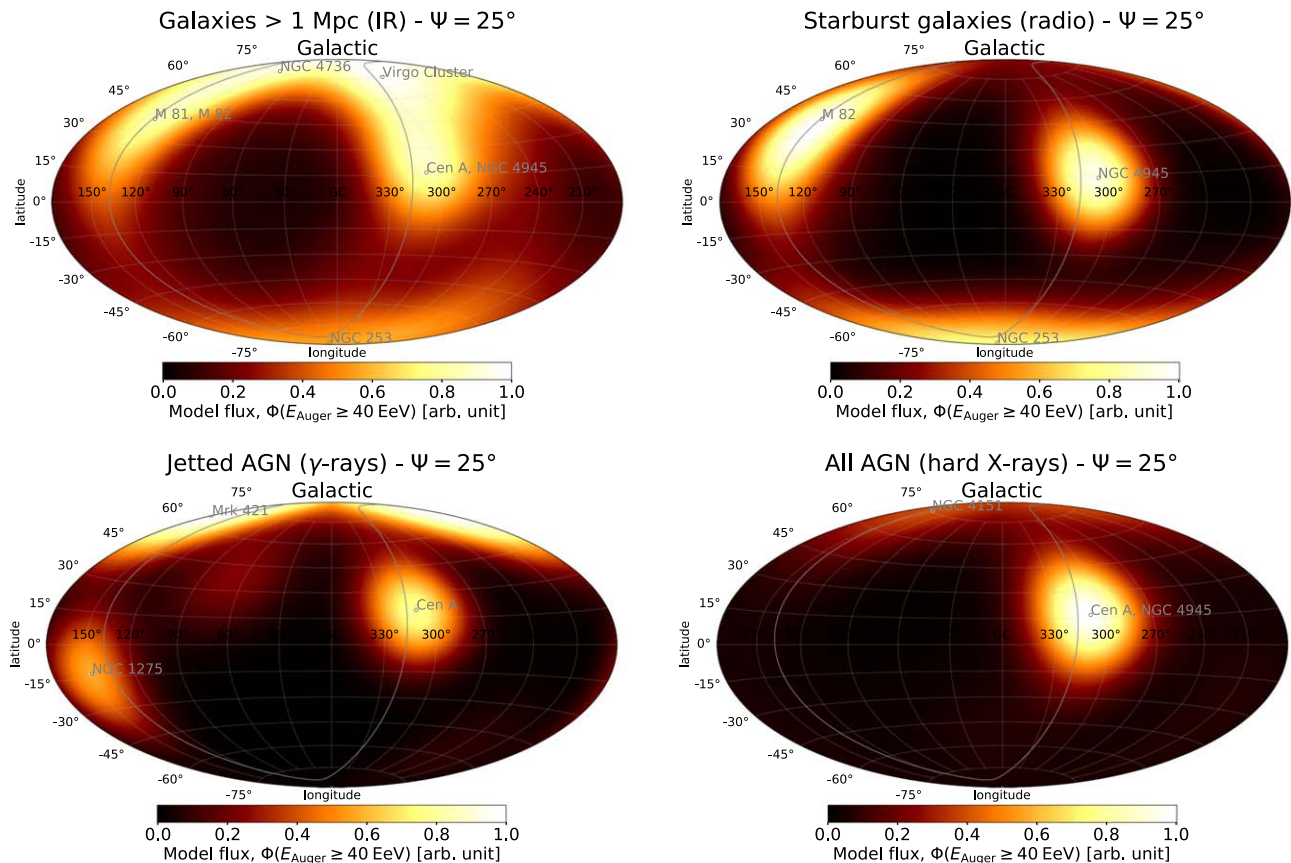 Galaxies > 1 Mpc (IR) - Ψ = 25°
Galactic
75°
60°
45°
30°
15°
0°
-15°
-30°
-45°
-60°
-75°
latitude
longitude
150° 120° 90° 60° 30° GC 330° 300° 270° 240° 210°
NGC 4736
Virgo Cluster
M 81, M 82
Cen A, NGC 4945
NGC 253
0.0 0.2 0.4 0.6 0.8 1.0
Model flux, Φ(E_Auger ≥ 40 EeV) [arb. unit]
Starburst galaxies (radio) - Ψ = 25°
Galactic
75°
60°
45°
30°
15°
0°
-15°
-30°
-45°
-60°
-75°
latitude
longitude
150° 120° 330° 300° 270°
M 82
NGC 4945
NGC 253
0.0 0.2 0.4 0.6 0.8 1.0
Model flux, Φ(E_Auger ≥ 40 EeV) [arb. unit]
Jetted AGN (γ-rays) - Ψ = 25°
Galactic
75°
60°
45°
30°
15°
0°
-15°
-30°
-45°
-60°
-75°
latitude
longitude
150° 120° 330° 300° 270°
Mrk 421
Cen A
NGC 1275
0.0 0.2 0.4 0.6 0.8 1.0
Model flux, Φ(E_Auger ≥ 40 EeV) [arb. unit]
All AGN (hard X-rays) - Ψ = 25°
Galactic
75°
60°
45°
30°
15°
0°
-15°
-30°
-45°
-60°
-75°
latitude
longitude
150° GC 330° 300° 270°
NGC 4151
Cen A, NGC 4945
0.0 0.2 0.4 0.6 0.8 1.0
Model flux, Φ(E_Auger ≥ 40 EeV) [arb. unit]